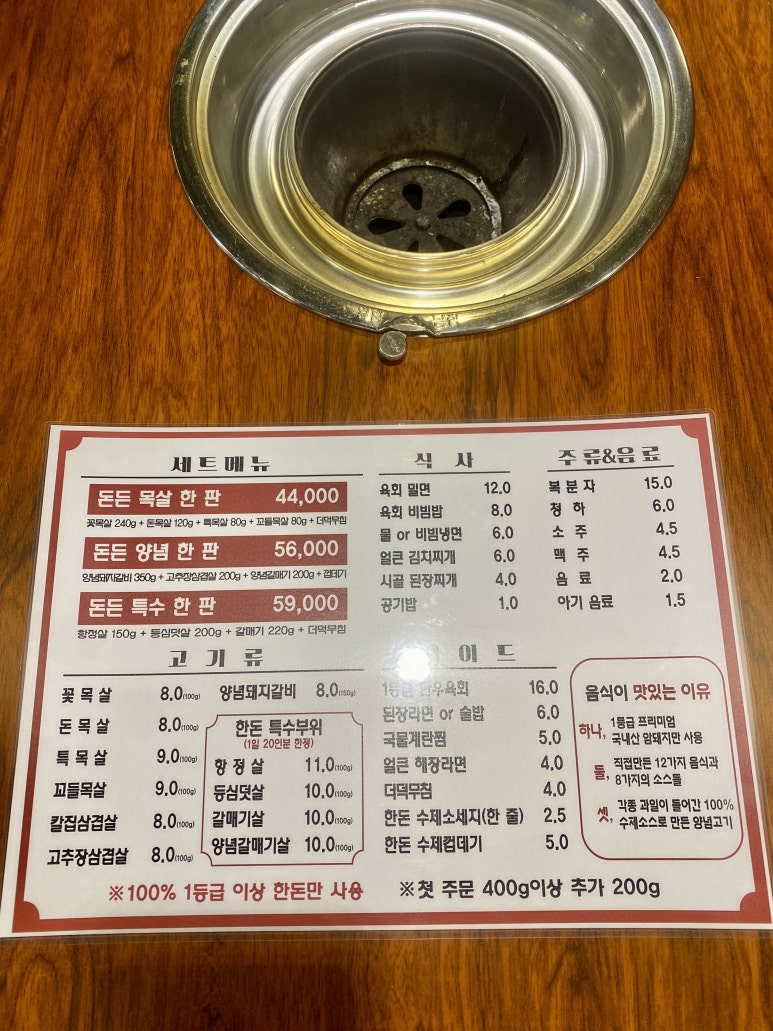 세트메뉴
돈든 목살 한 판 44,000
꽃목살 240g + 돈목살 120g + 특목살 80g + 꼬들목살 80g + 더덕무침
돈든 양념 한 판 56,000
양념돼지갈비 350g + 고추장삼겹살 200g + 양념갈매기 200g + 껍데기
돈든 특수 한 판 59,000
항정살 150g + 등심덧살 200g + 갈매기 220g + 더덕무침
고기류
꽃목살 8.0(100g)
돈목살 8.0(100g)
특목살 9.0(100g)
꼬들목살 9.0(100g)
칼집삼겹살 8.0(100g)
고추장삼겹살 8.0(100g)
양념돼지갈비 8.0(150g)
한돈 특수부위
(1일 20인분 한정)
항정살 11.0(100g)
등심덧살 10.0(100g)
갈매기살 10.0(100g)
양념갈매기살 10.0(100g)
※100% 1등급 이상 한돈만 사용
식사
육회 밀면 12.0
육회 비빔밥 8.0
물 or 비빔냉면 6.0
얼큰 김치찌개 6.0
시골 된장찌개 4.0
공기밥 1.0
이드
1등 우육회 16.0
된장라면 or 술밥 6.0
국물계란찜 5.0
얼큰 해장라면 4.0
더덕무침 4.0
한돈 수제소세지(한 줄) 2.5
한돈 수제껍데기 5.0
※첫 주문 400g이상 추가 200g
주류&음료
복분자 15.0
청하 6.0
소주 4.5
맥주 4.5
음료 2.0
아기 음료 1.5
음식이 맛있는 이유
하나, 1등급 프리미엄
국내산 암돼지만 사용
둘, 직접만든 12가지 음식과
8가지의 소스들
셋, 각종 과일이 들어간 100%
수제소스로 만든 양념고기